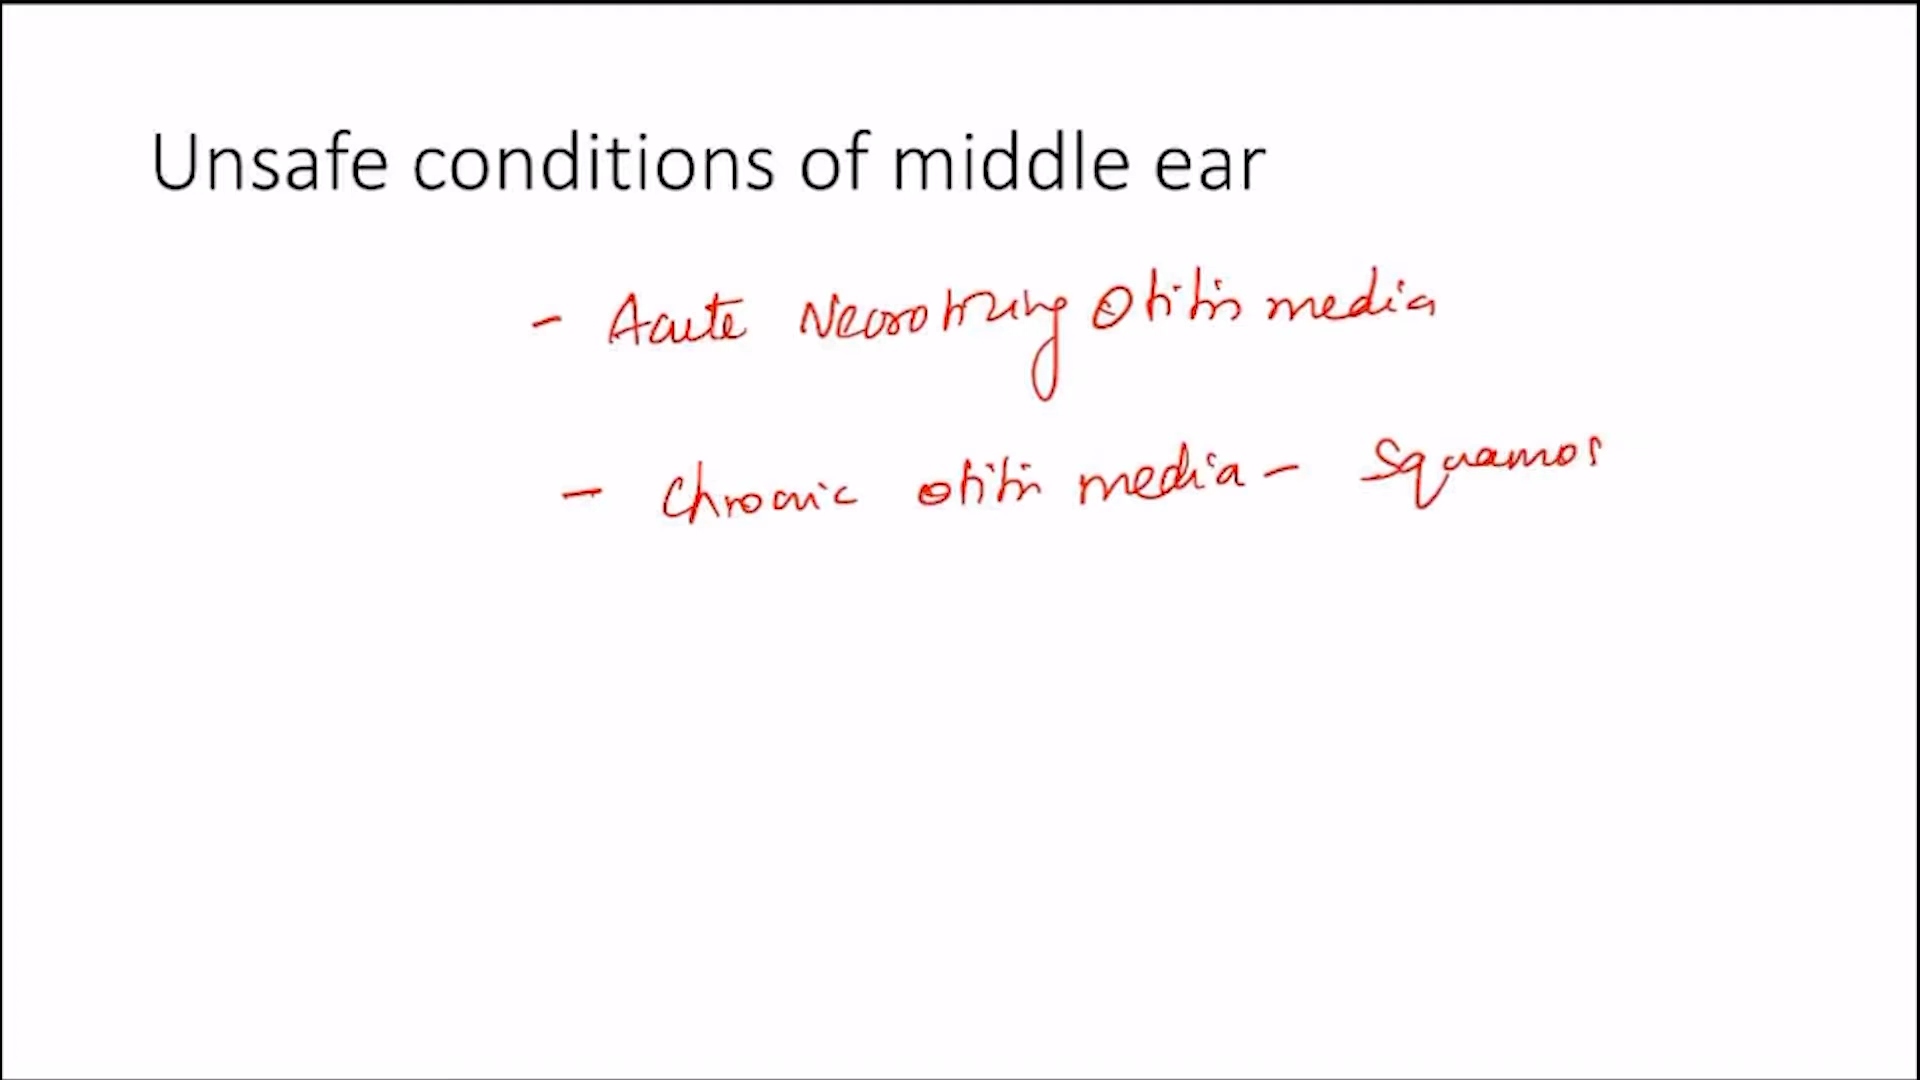 Unsafe conditions of middle ear
- Acute Necrotizing Otitis media
- Chronic otitis media - Squamos